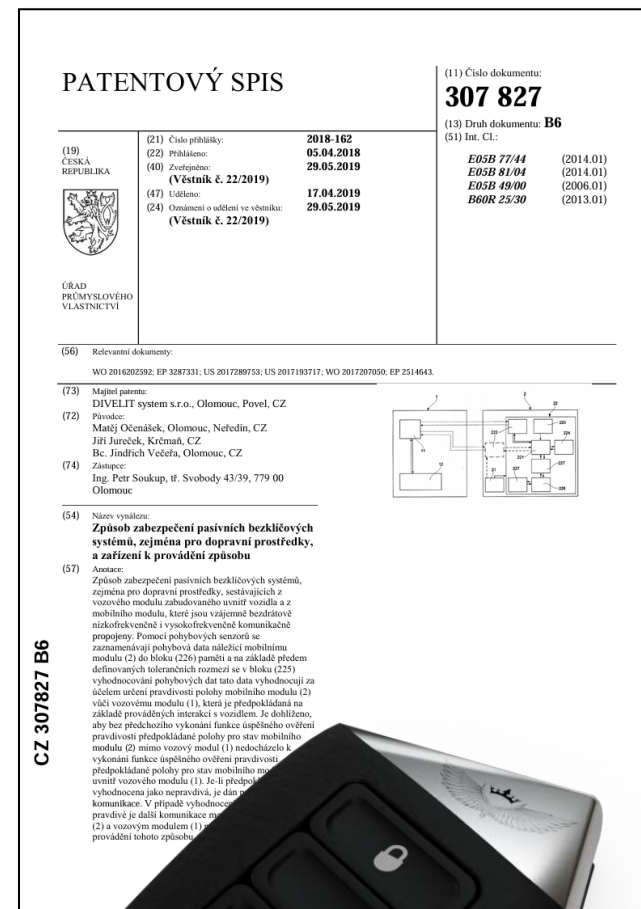 PATENTOVÝ SPIS
(11) Číslo dokumentu:
307 827
(13) Druh dokumentu: B6
(51) Int. Cl.:
E05B 77/44 (2014.01)
E05B 81/04 (2014.01)
E05B 49/00 (2006.01)
B60R 25/30 (2013.01)
(19)
ČESKÁ
REPUBLIKA
ÚŘAD
PRŮMYSLOVÉHO
VLASTNICTVÍ
(21) Číslo přihlášky: 2018-162
(22) Přihlášeno: 05.04.2018
(40) Zveřejněno: 29.05.2019
(Věstník č. 22/2019)
(47) Uděleno: 17.04.2019
(24) Oznámení o udělení ve věstníku: 29.05.2019
(Věstník č. 22/2019)
(56) Relevantní dokumenty:
WO 2016202592; EP 3287331; US 2017289753; US 2017193717; WO 2017207050; EP 2514643.
(73) Majitel patentu:
DIVELIT system s.r.o., Olomouc, Povel, CZ
(72) Původce:
Matěj Očenášek, Olomouc, Neředín, CZ
Jiří Jureček, Krčmaň, CZ
Bc. Jindřich Večeřa, Olomouc, CZ
(74) Zástupce:
Ing. Petr Soukup, tř. Svobody 43/39, 779 00
Olomouc
(54) Název vynálezu:
Způsob zabezpečení pasívních bezklíčových
systémů, zejména pro dopravní prostředky,
a zařízení k provádění způsobu
(57) Anotace:
Způsob zabezpečení pasívních bezklíčových systémů,
zejména pro dopravní prostředky, sestávajících z
vozového modulu zabudovaného uvnitř vozidla a z
mobilního modulu, které jsou vzájemně bezdrátově
nízkofrekvenčně i vysokofrekvenčně komunikačně
propojeny. Pomocí pohybových senzorů se
zaznamenávají pohybová data náležící mobilnímu
modulu (2) do bloku (226) paměti a na základě předem
definovaných tolerančních rozmezí se v bloku (225)
vyhodnocování pohybových dat tato data vyhodnocují za
účelem určení pravdivosti polohy mobilního modulu (2)
vůči vozovému modulu (1), která je předpokládaná na
základě prováděných interakcí s vozidlem. Je dohlíženo,
aby bez předchozího vykonání funkce úspěšného ověření
pravdivosti předpokládané polohy pro stav mobilního
modulu (2) mimo vozový modul (1) nedocházelo k
vykonání funkce úspěšného ověření pravdivosti
předpokládané polohy pro stav mobilního
uvnitř vozového modulu (1). Je-li
vyhodnocena jako nepravdivá, je dán
komunikace. V případě
pravdivé je další komunikace
(2) a vozovým modulem (1)
provádění tohoto způsobu.
1
2
11
12
21
22
CZ 307827 B6